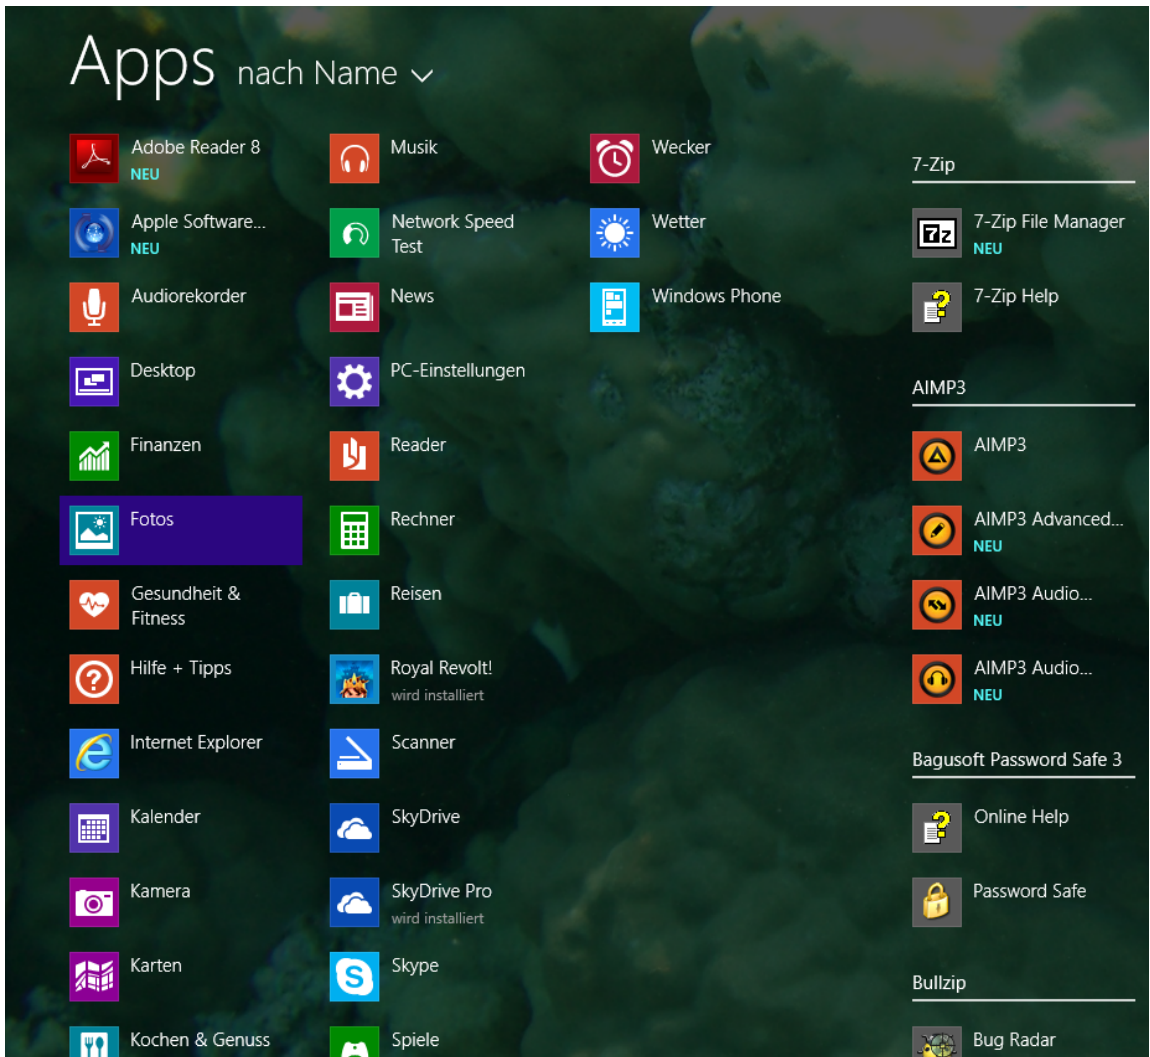 Apps nach Name
Adobe Reader 8
NEU
Apple Software...
NEU
Audiorekorder
Desktop
Finanzen
Fotos
Gesundheit &
Fitness
Hilfe + Tipps
Internet Explorer
Kalender
Kamera
Karten
Kochen & Genuss
Musik
Network Speed
Test
News
PC-Einstellungen
Reader
Rechner
Reisen
Royal Revolt!
wird installiert
Scanner
SkyDrive
SkyDrive Pro
wird installiert
Skype
Spiele
Wecker
Wetter
Windows Phone
7-Zip
7-Zip File Manager
NEU
7-Zip Help
AIMP3
AIMP3
AIMP3 Advanced...
NEU
AIMP3 Audio...
NEU
AIMP3 Audio...
NEU
Bagusoft Password Safe 3
Online Help
Password Safe
Bullzip
Bug Radar